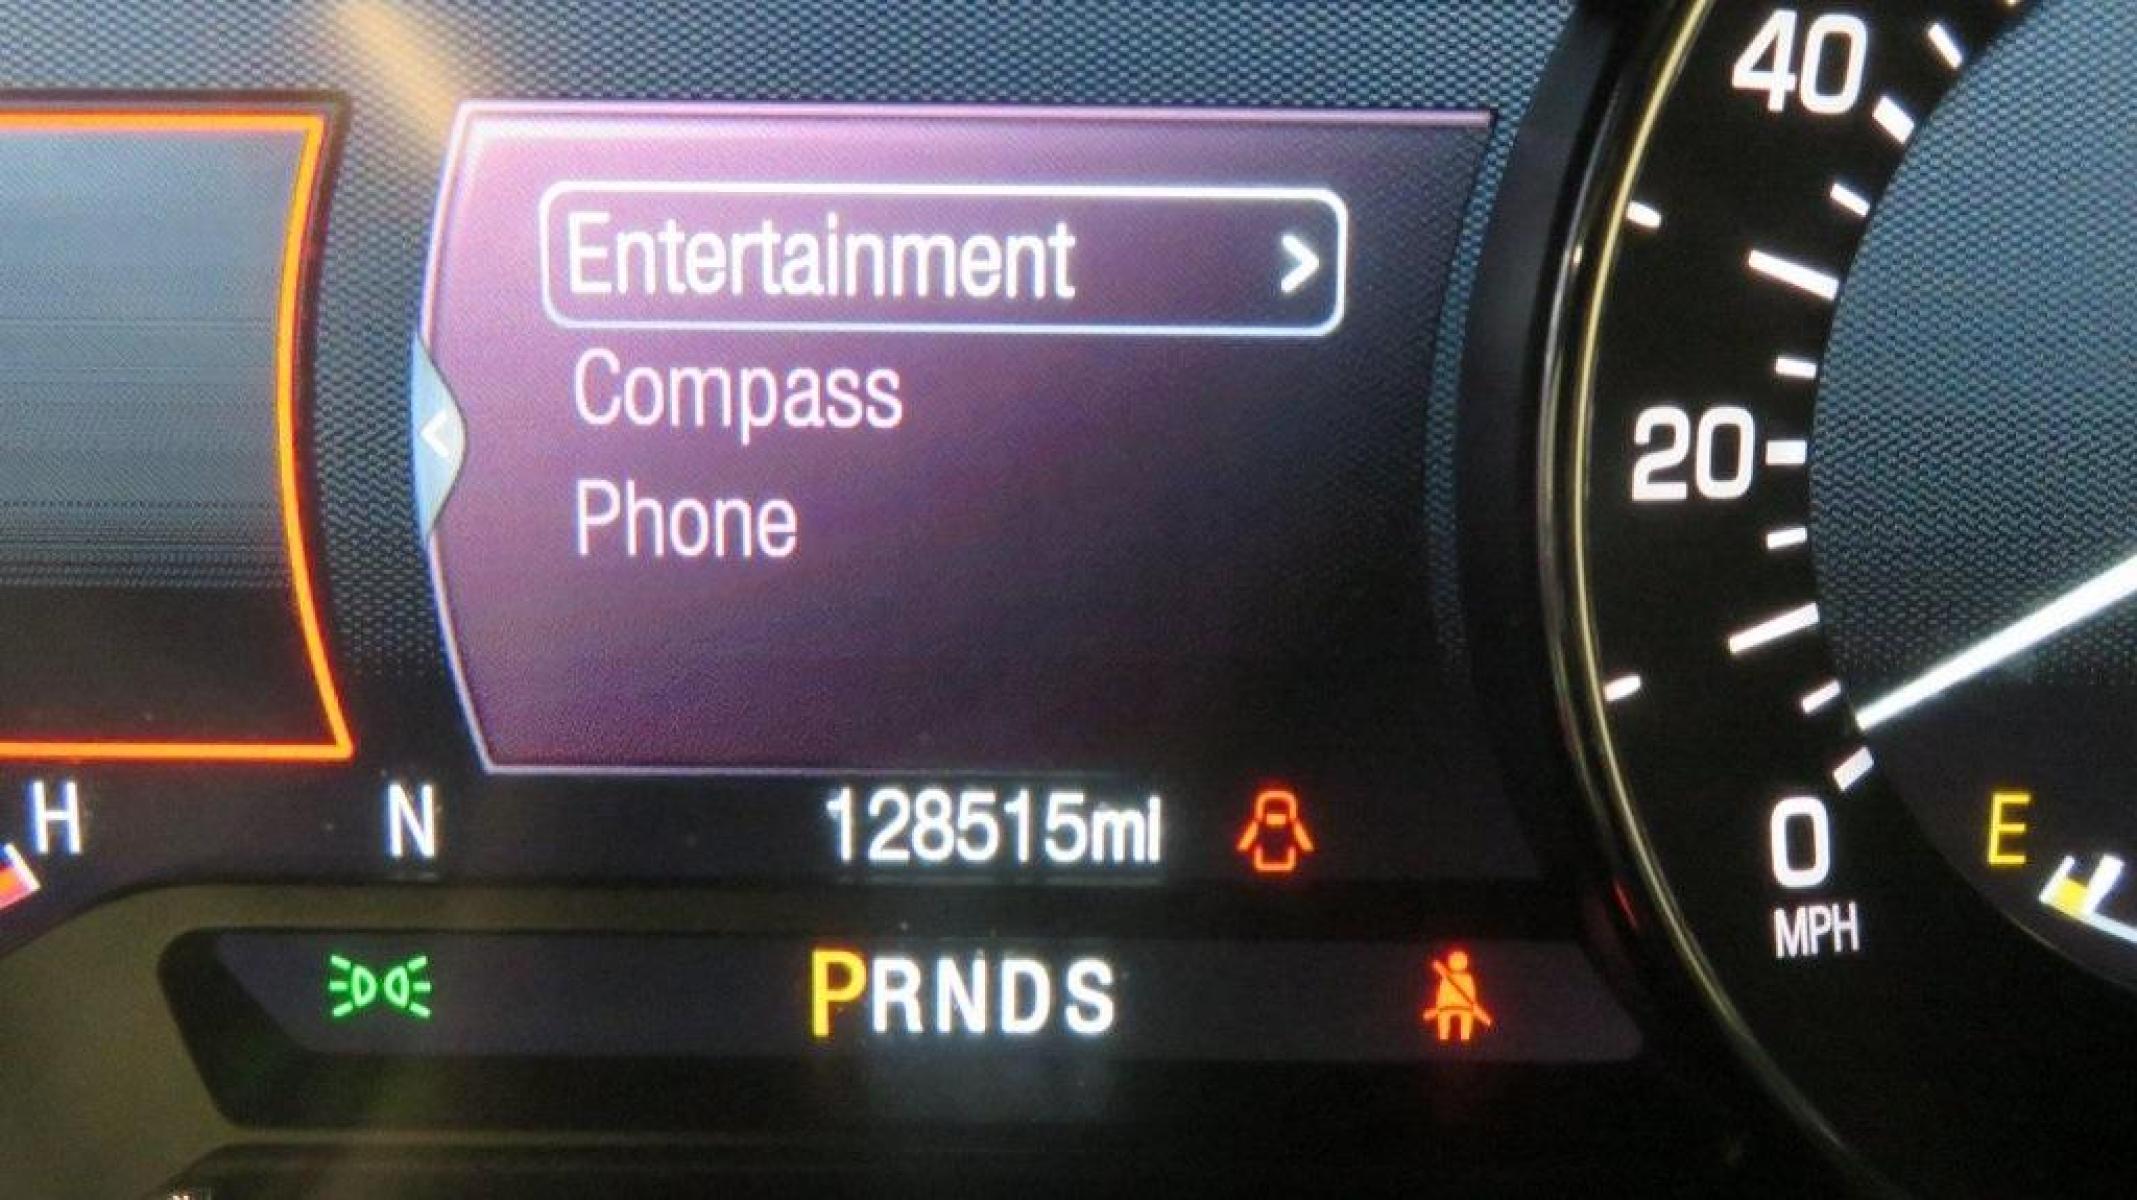 40
Entertainment >
Compass
Phone
20
H
N
128515mi
0
MPH
E
PRNDS